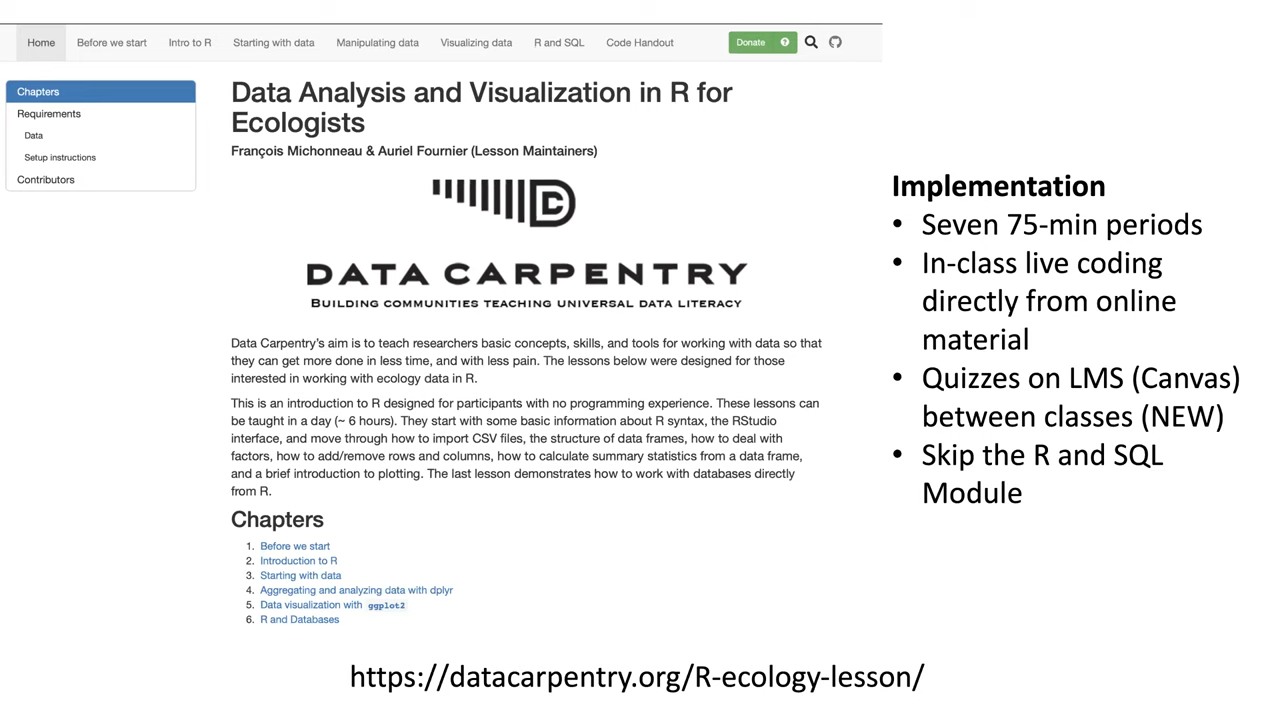 Home Before we start Intro to R Starting with data Manipulating data Visualizing data R and SQL Code Handout Donate
Chapters
Requirements
Data
Setup instructions
Contributors
Data Analysis and Visualization in R for
Ecologists
François Michonneau & Auriel Fournier (Lesson Maintainers)
DATA CARPENTRY
BUILDING COMMUNITIES TEACHING UNIVERSAL DATA LITERACY
Data Carpentry's aim is to teach researchers basic concepts, skills, and tools for working with data so that
they can get more done in less time, and with less pain. The lessons below were designed for those
interested in working with ecology data in R.
This is an introduction to R designed for participants with no programming experience. These lessons can
be taught in a day (~ 6 hours). They start with some basic information about R syntax, the RStudio
interface, and move through how to import CSV files, the structure of data frames, how to deal with
factors, how to add/remove rows and columns, how to calculate summary statistics from a data frame,
and a brief introduction to plotting. The last lesson demonstrates how to work with databases directly
from R.
Chapters
1. Before we start
2. Introduction to R
3. Starting with data
4. Aggregating and analyzing data with dplyr
5. Data visualization with ggplot2
6. R and Databases
Implementation
• Seven 75-min periods
• In-class live coding
directly from online
material
• Quizzes on LMS (Canvas)
between classes (NEW)
• Skip the R and SQL
Module
https://datacarpentry.org/R-ecology-lesson/